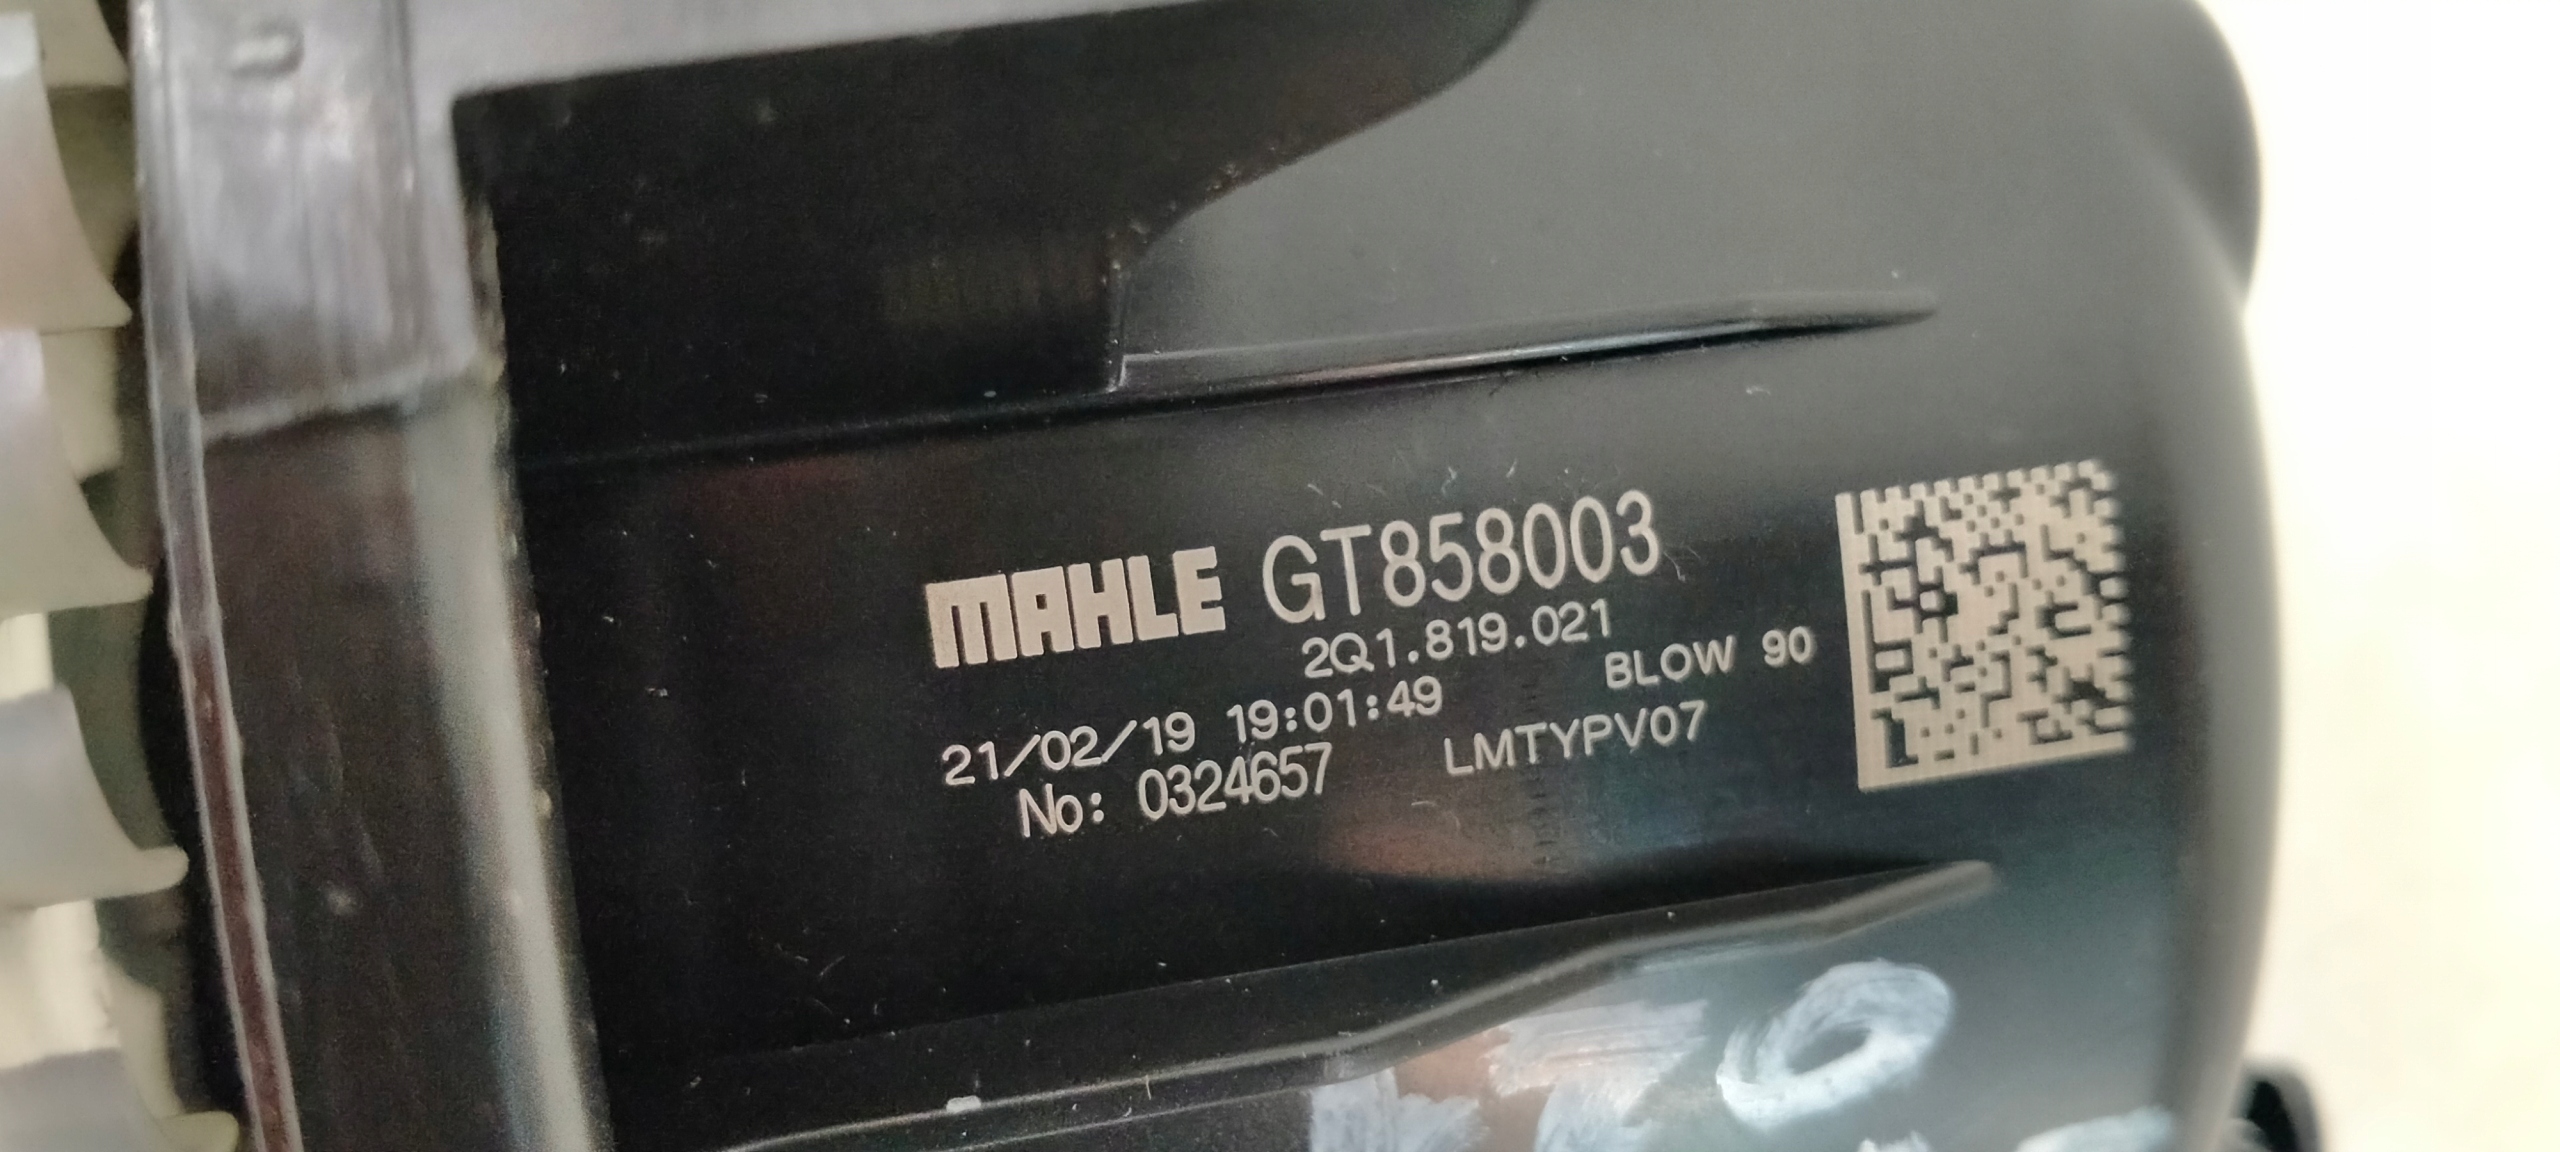 MAHLE GT858003
2Q1.819.021
BLOW 90
21/02/19 19:01:49
LMTYPV07
No: 0324657